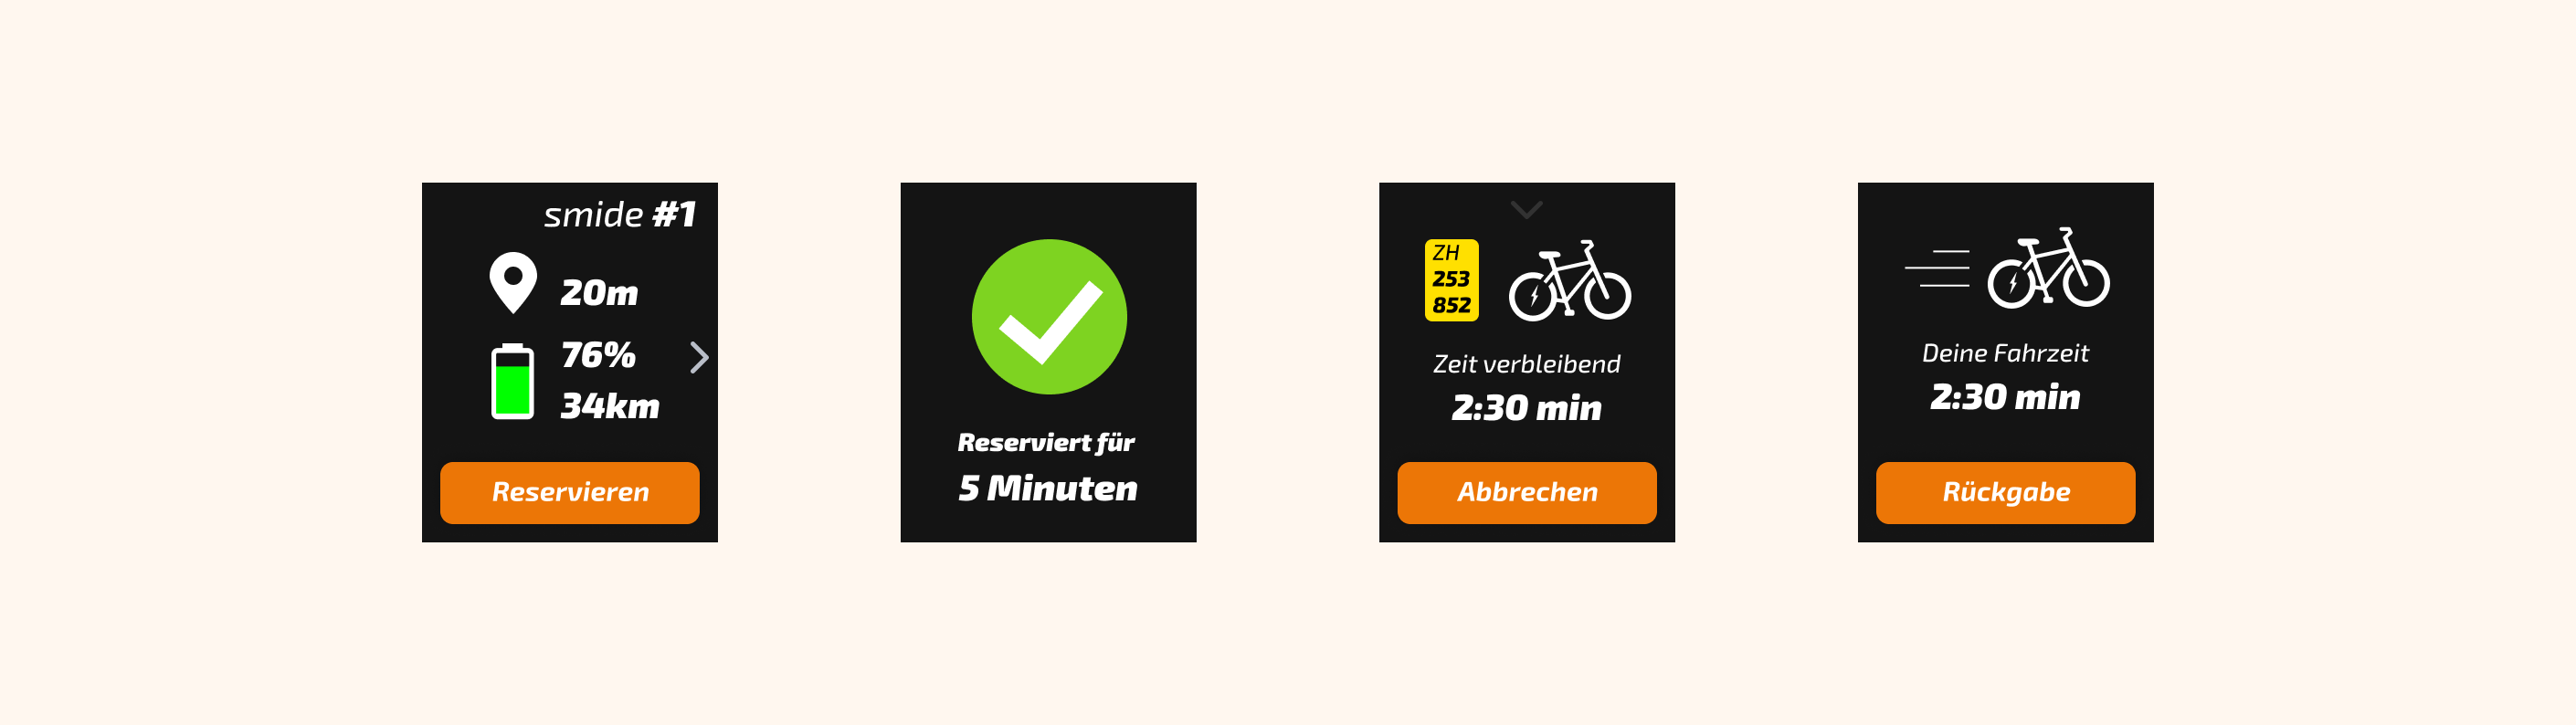 smide #1
20m
76%
34km
Reservieren
Reserviert für
5 Minuten
ZH
253
852
Zeit verbleibend
2:30 min
Abbrechen
Deine Fahrzeit
2:30 min
Rückgabe